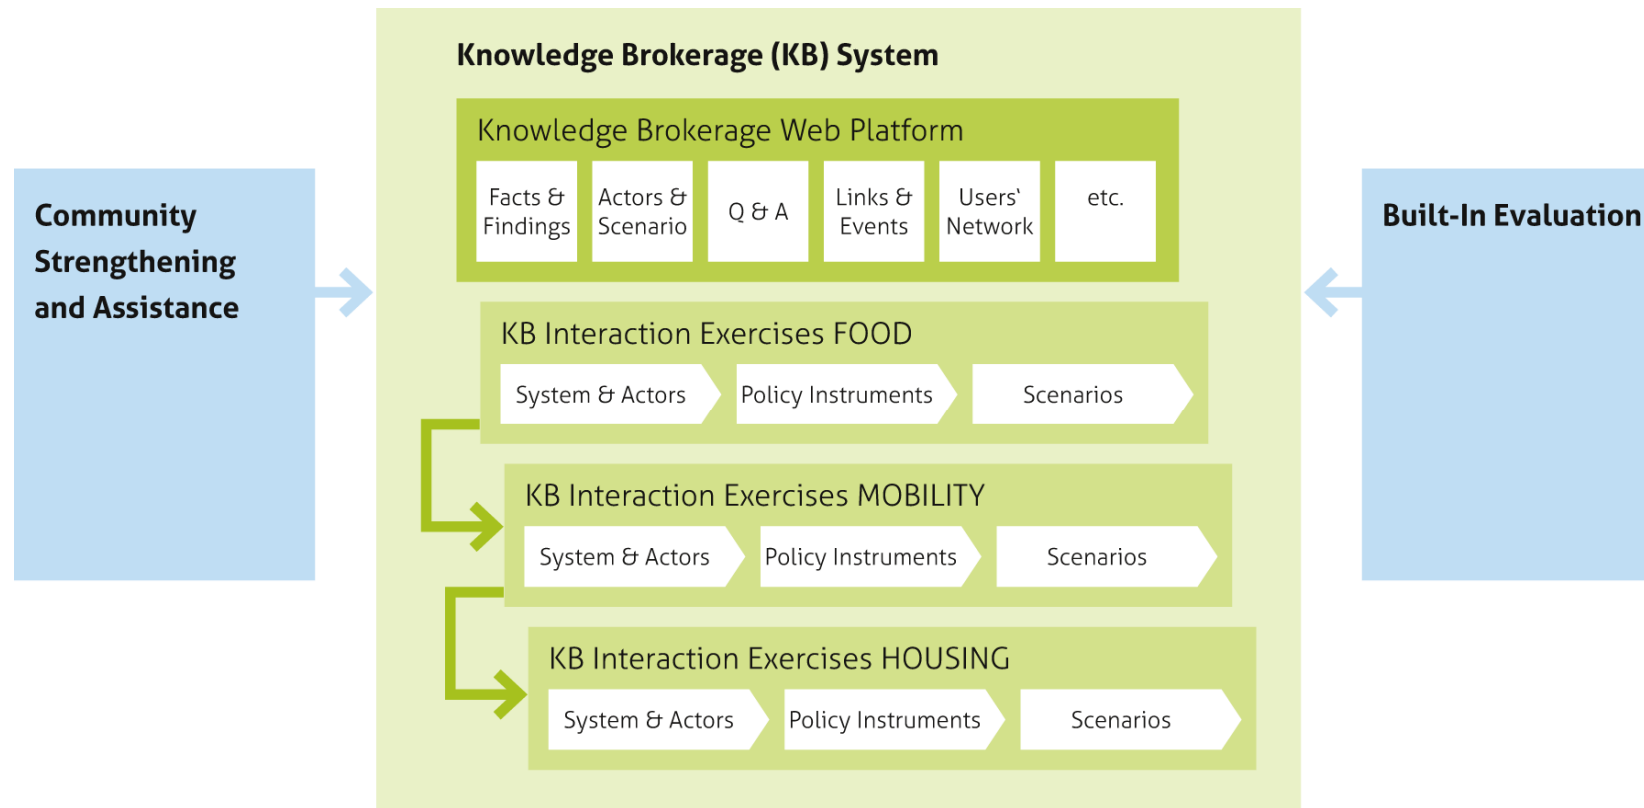 Knowledge Brokerage (KB) System
Knowledge Brokerage Web Platform
Facts &
Findings
Actors &
Scenario
Q & A
Links &
Events
Users‘
Network
etc.
Community
Strengthening
and Assistance
Built-In Evaluation
KB Interaction Exercises FOOD
System & Actors
Policy Instruments
Scenarios
KB Interaction Exercises MOBILITY
System & Actors
Policy Instruments
Scenarios
KB Interaction Exercises HOUSING
System & Actors
Policy Instruments
Scenarios